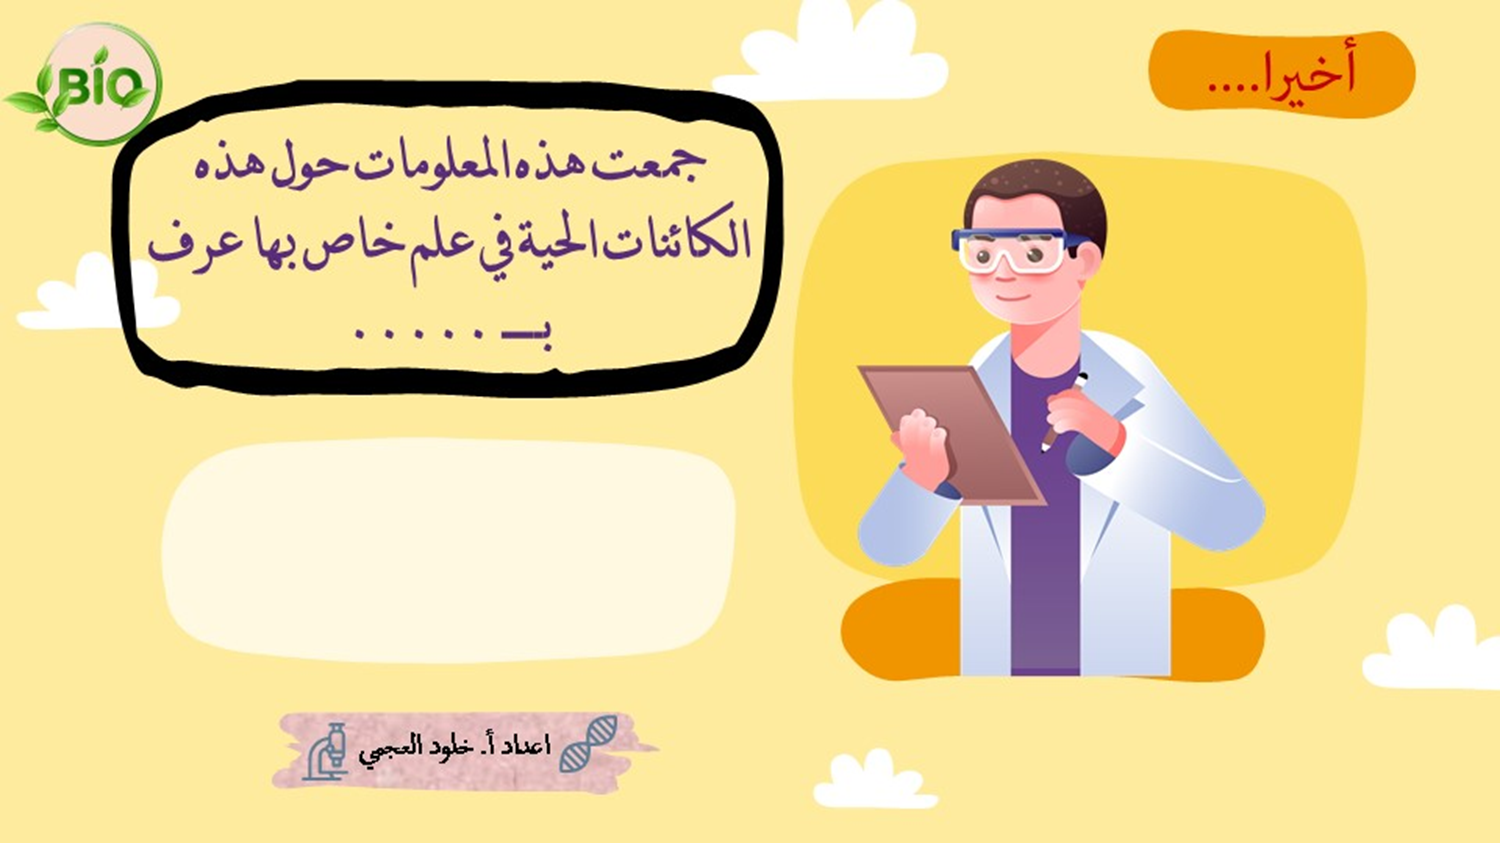 أخيرا....
BIO
جمعت هذه المعلومات حول هذه
الكائنات الحية في علم خاص بها عرف
بـــ . . . . .
اعداد أ. خلود العجمي